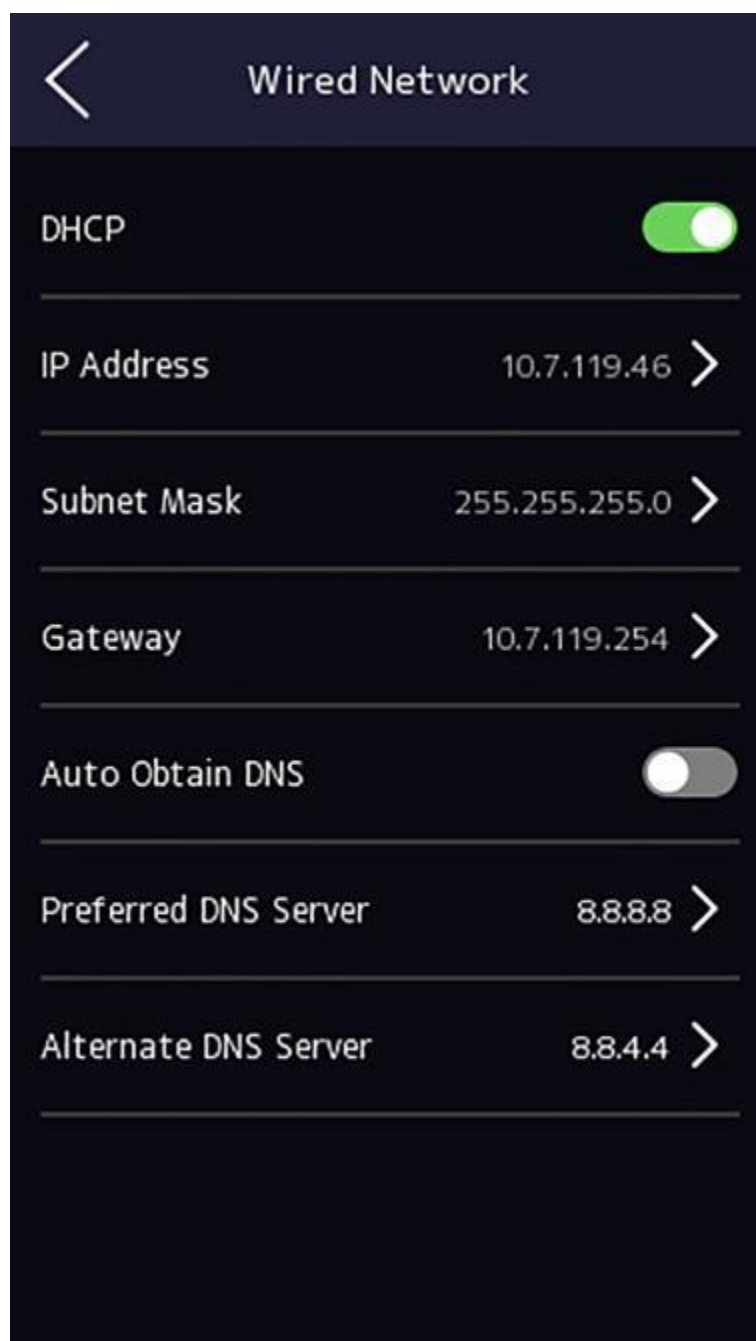 Wired Network
DHCP
IP Address 10.7.119.46
Subnet Mask 255.255.255.0
Gateway 10.7.119.254
Auto Obtain DNS
Preferred DNS Server 8.8.8.8
Alternate DNS Server 8.8.4.4